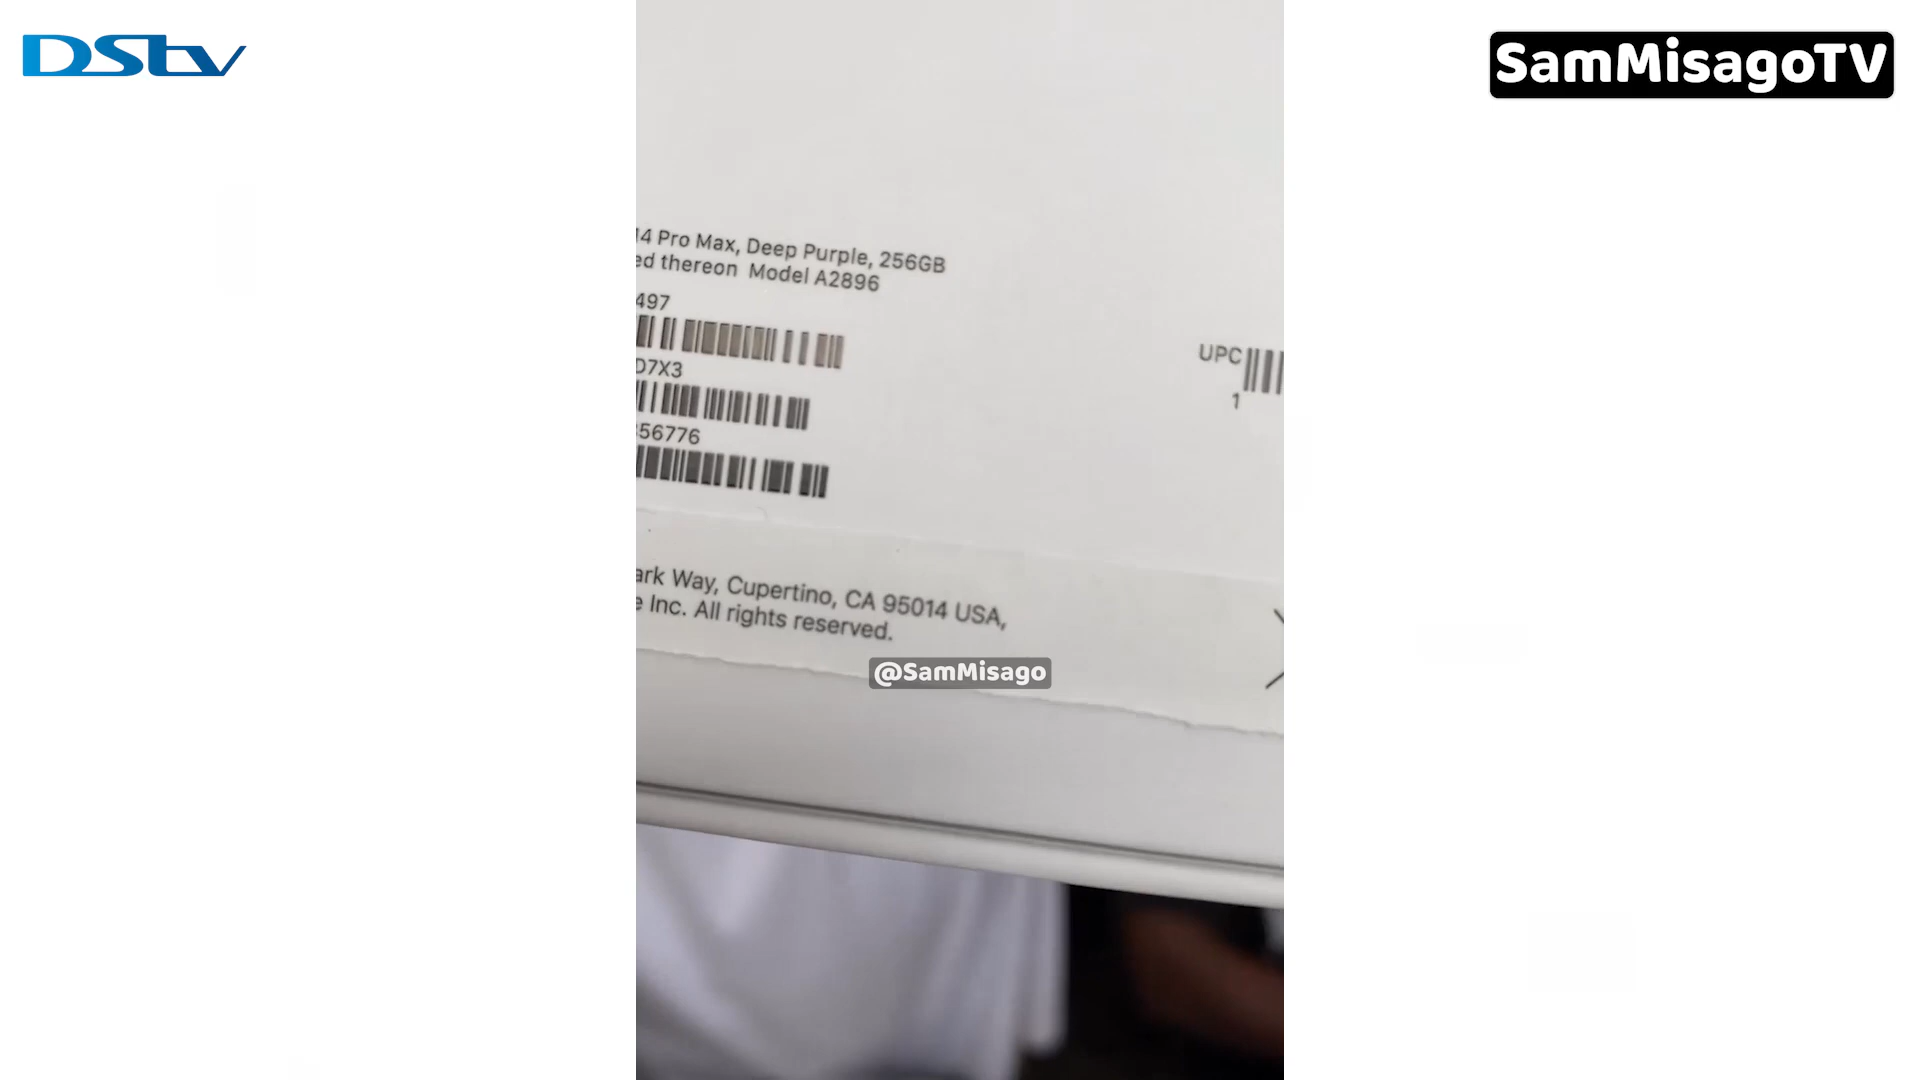 DStv
SamMisagoTV
14 Pro Max, Deep Purple, 256GB
ed thereon Model A2896
497
D7X3
UPC
1
56776
ark Way, Cupertino, CA 95014 USA,
e Inc. All rights reserved.
@SamMisago